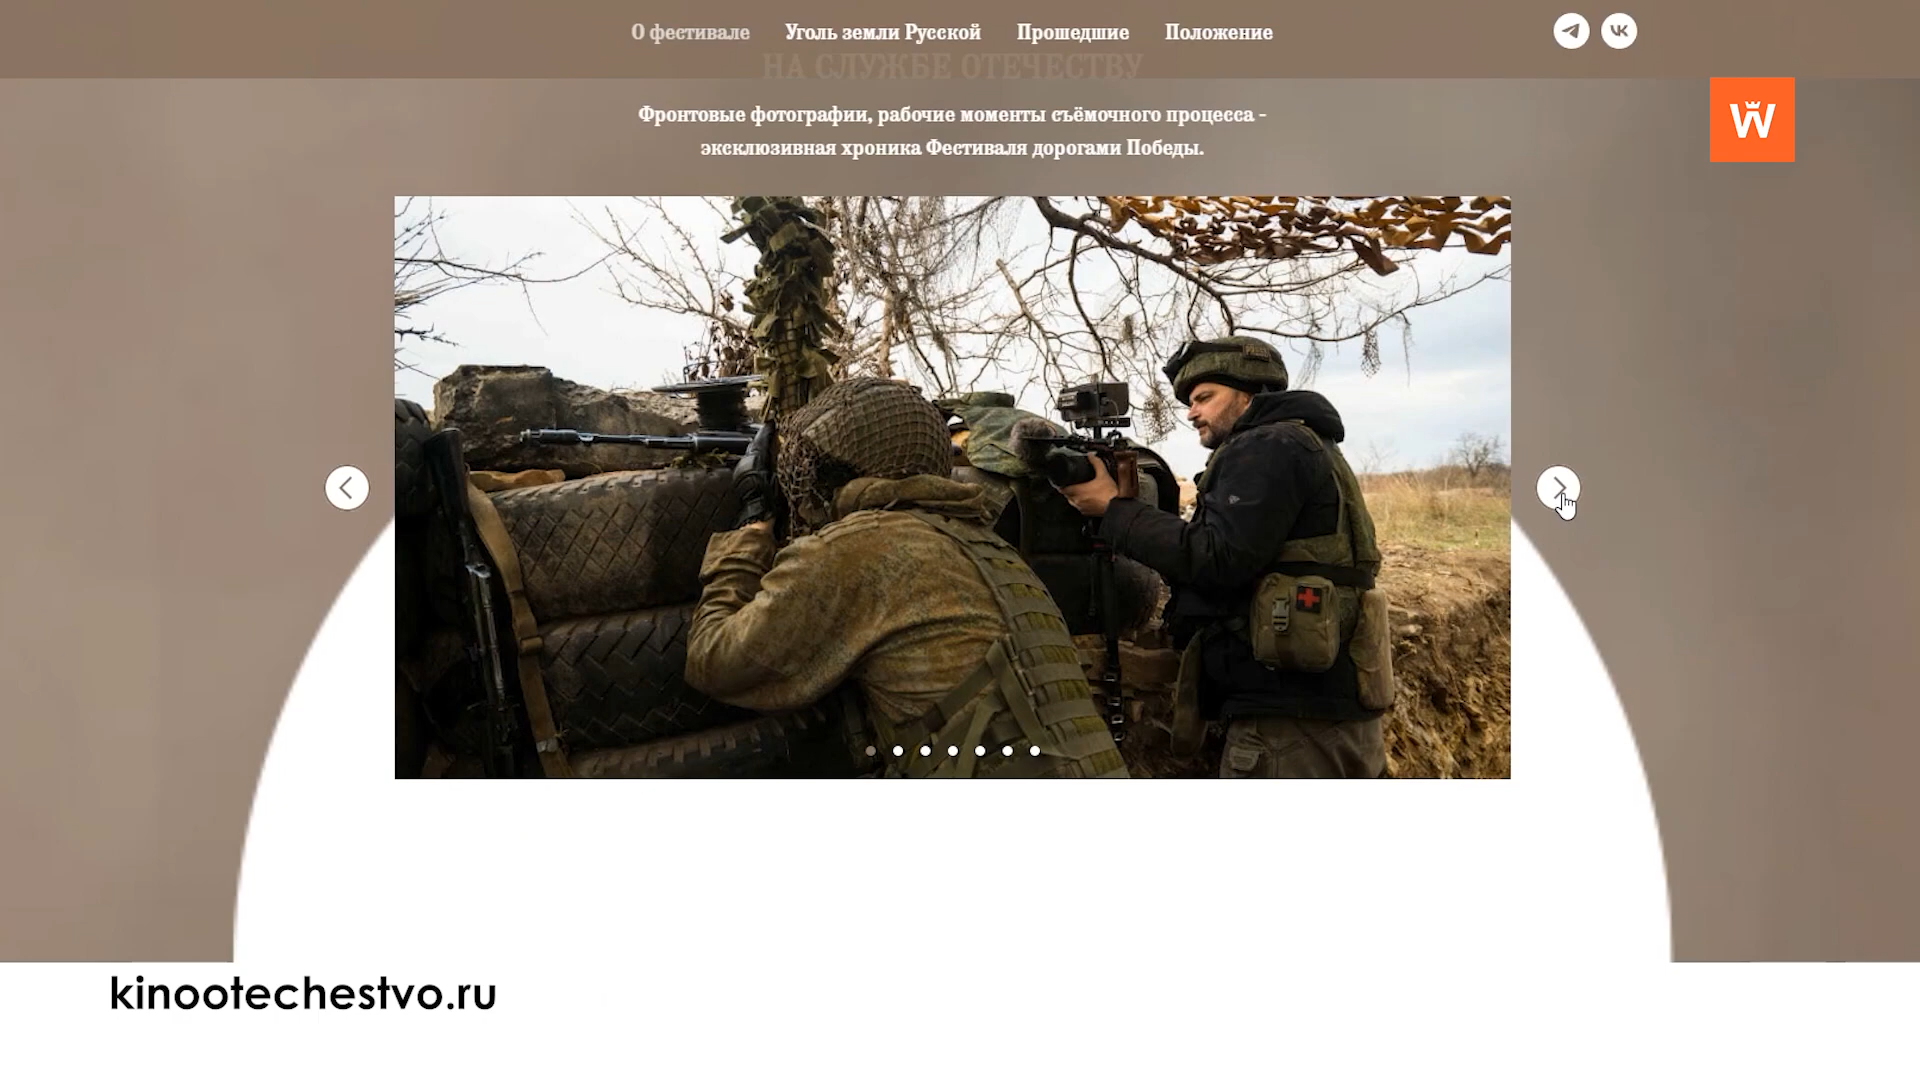 О фестивале Уголь земли Русской Прошедшие Положение
НА СЛУЖБЕ ОТЕЧЕСТВУ
Фронтовые фотографии, рабочие моменты съёмочного процесса -
эксклюзивная хроника Фестиваля дорогами Победы.
W
kinootechestvo.ru